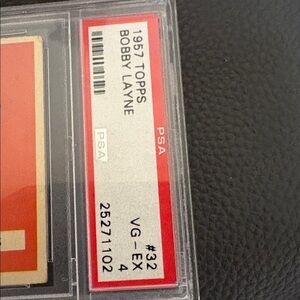 1957 TOPPS
BOBBY LAYNE
PSA
#32
VG-EX 4
25271102
PSA